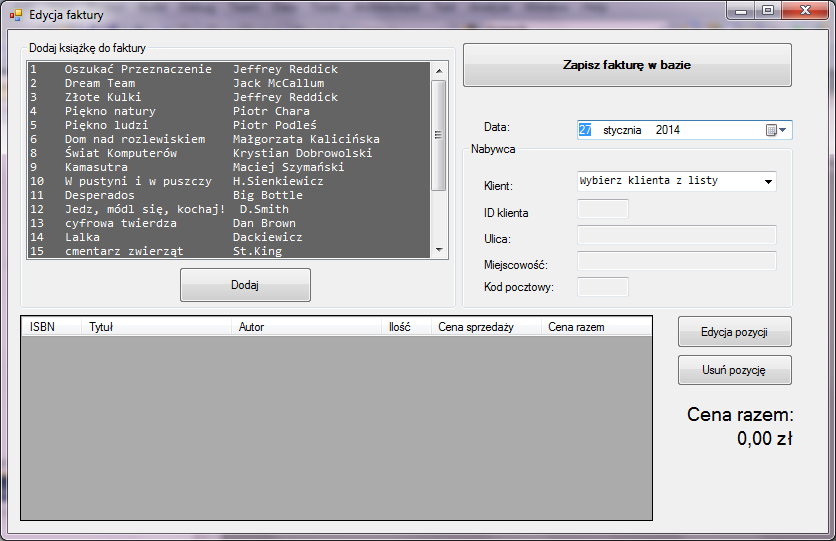 Edycja faktury
Dodaj książkę do faktury
1 Oszukać Przeznaczenie Jeffrey Reddick
2 Dream Team Jack McCallum
3 Złote Kulki Jeffrey Reddick
4 Piękno natury Piotr Chara
5 Piękno ludzi Piotr Podleś
6 Dom nad rozlewiskiem Małgorzata Kalicińska
8 Świat Komputerów Krystian Dobrowolski
9 Kamasutra Maciej Szymański
10 W pustyni i w puszczy H.Sienkiewicz
11 Desperados Big Bottle
12 Jedz, módl się, kochaj! D.Smith
13 cyfrowa twierdza Dan Brown
14 Lalka Dackiewicz
15 cmentarz zwierząt St.King
Dodaj
Zapisz fakturę w bazie
Data: 27 stycznia 2014
Nabywca
Klient: Wybierz klienta z listy
ID klienta
Ulica:
Miejscowość:
Kod pocztowy:
ISBN Tytuł Autor Ilość Cena sprzedaży Cena razem
Edycja pozycji
Usuń pozycję
Cena razem:
0,00 zł